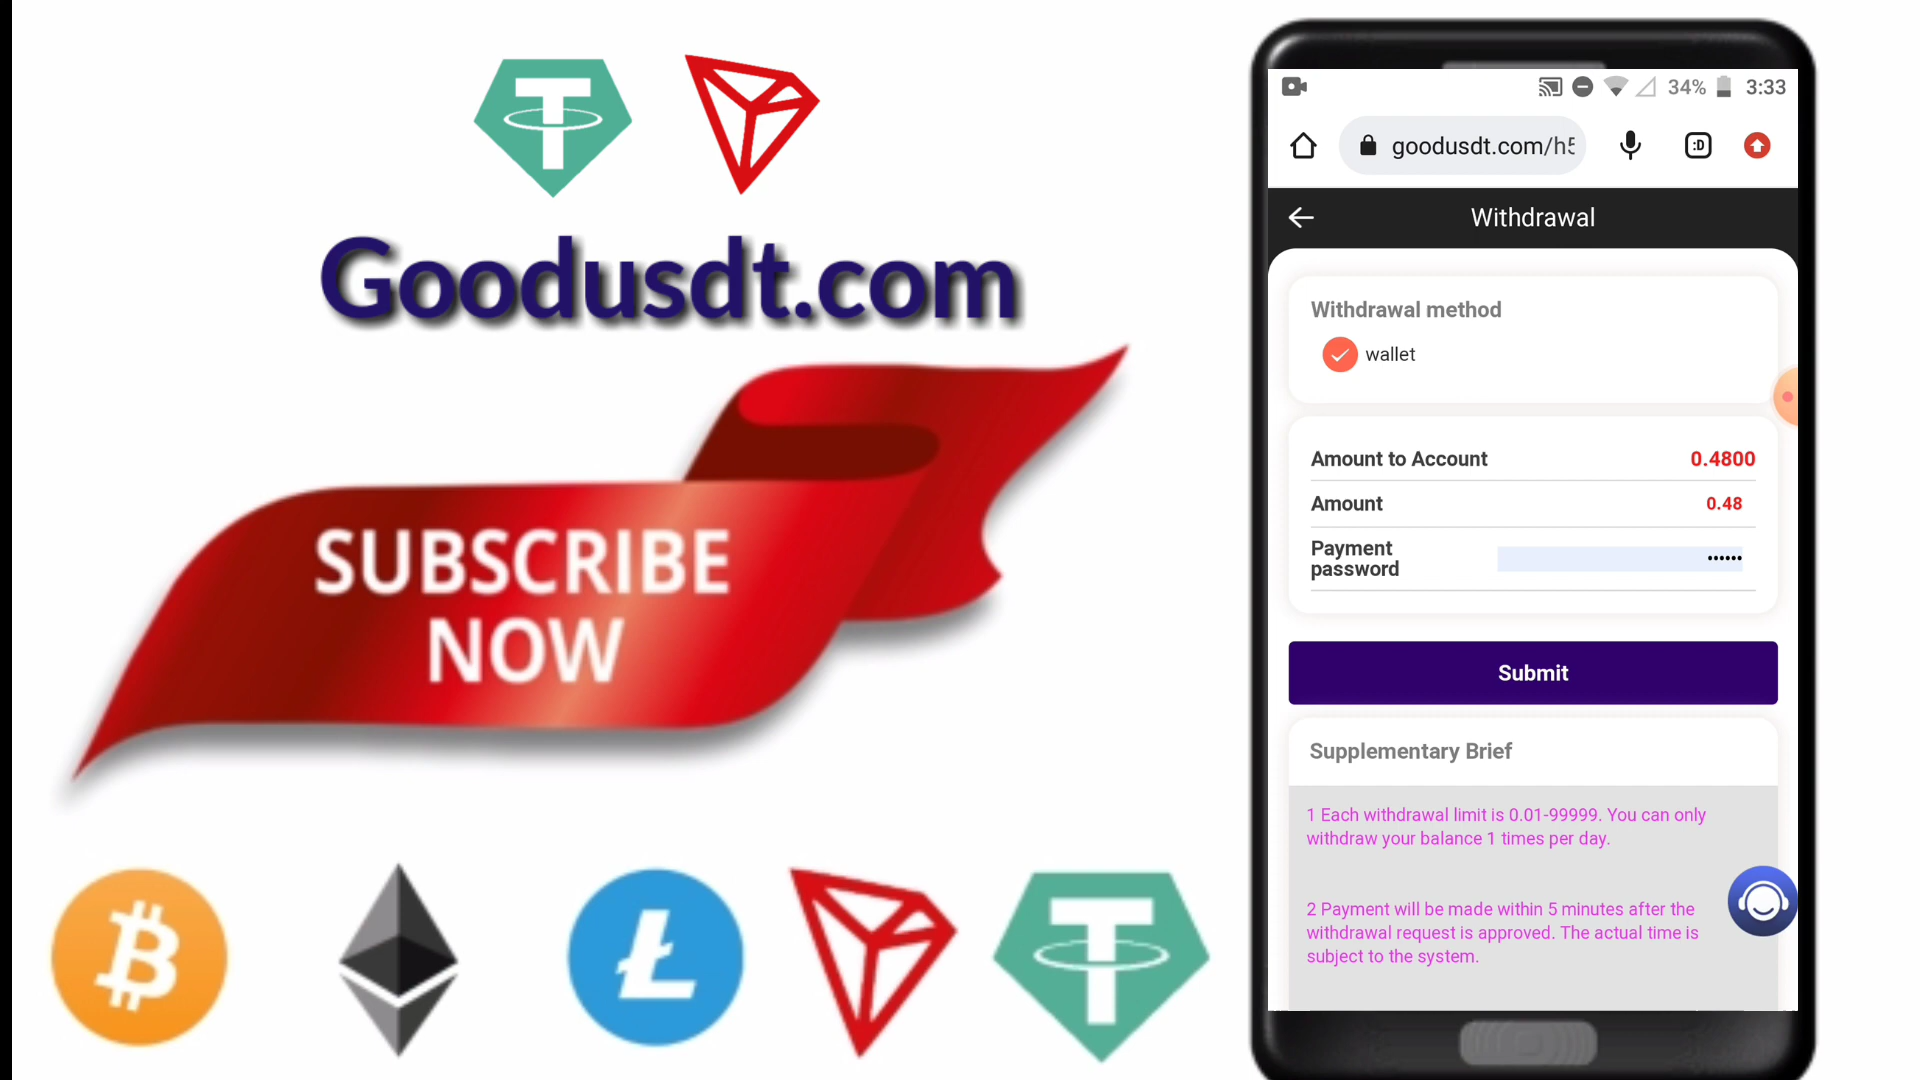 Goodusdt.com
SUBSCRIBE
NOW
34% 3:33
goodusdt.com/h5
:D
Withdrawal
Withdrawal method
wallet
Amount to Account 0.4800
Amount 0.48
Payment
password ••••••
Submit
Supplementary Brief
1 Each withdrawal limit is 0.01-99999. You can only
withdraw your balance 1 times per day.
2 Payment will be made within 5 minutes after the
withdrawal request is approved. The actual time is
subject to the system.